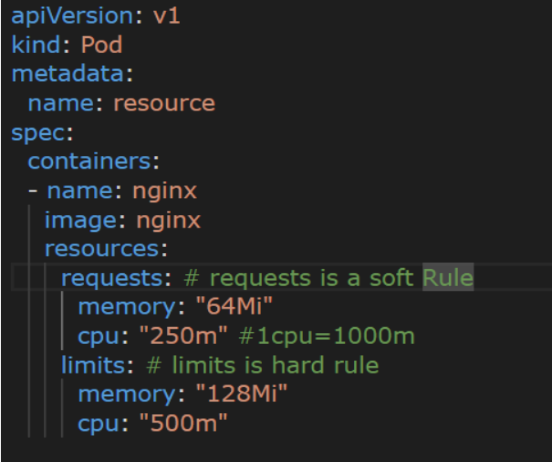 apiVersion: v1
kind: Pod
metadata:
  name: resource
spec:
  containers:
  - name: nginx
    image: nginx
    resources:
      requests: # requests is a soft Rule
        memory: "64Mi"
        cpu: "250m" #1cpu=1000m
      limits: # limits is hard rule
        memory: "128Mi"
        cpu: "500m"